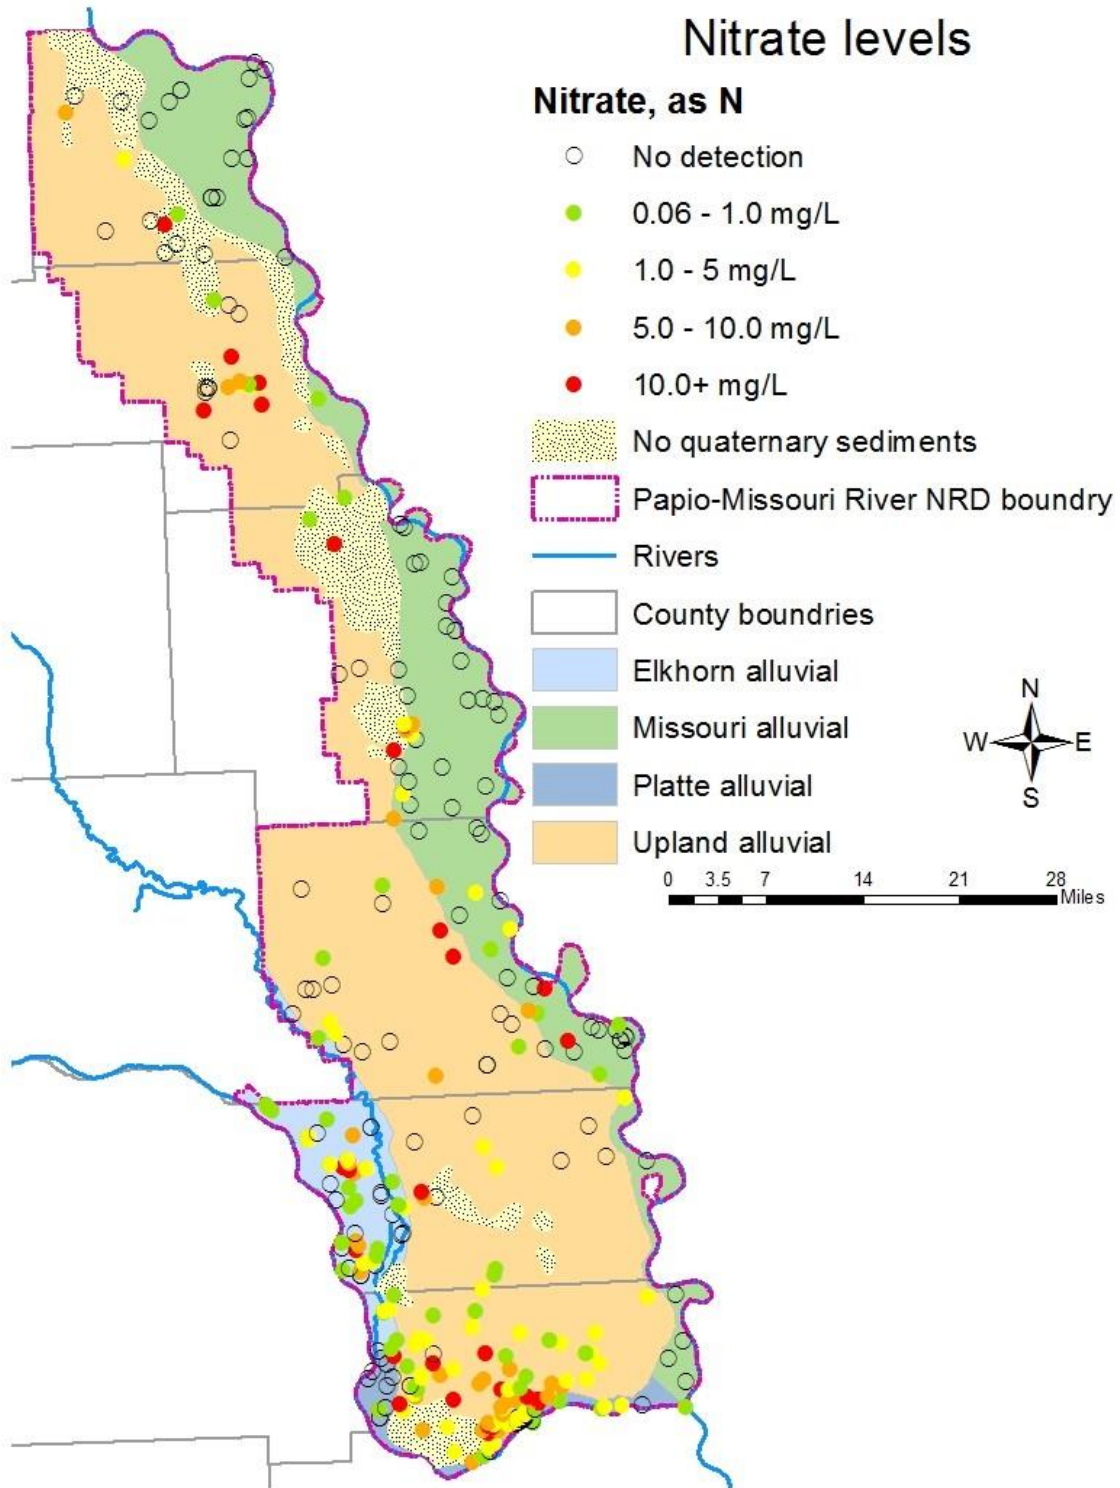 Nitrate levels
Nitrate, as N
No detection
0.06 - 1.0 mg/L
1.0 - 5 mg/L
5.0 - 10.0 mg/L
10.0+ mg/L
No quaternary sediments
Papio-Missouri River NRD boundry
Rivers
County boundries
Elkhorn alluvial
Missouri alluvial
Platte alluvial
Upland alluvial
N
W E
S
0 3.5 7 14 21 28
Miles